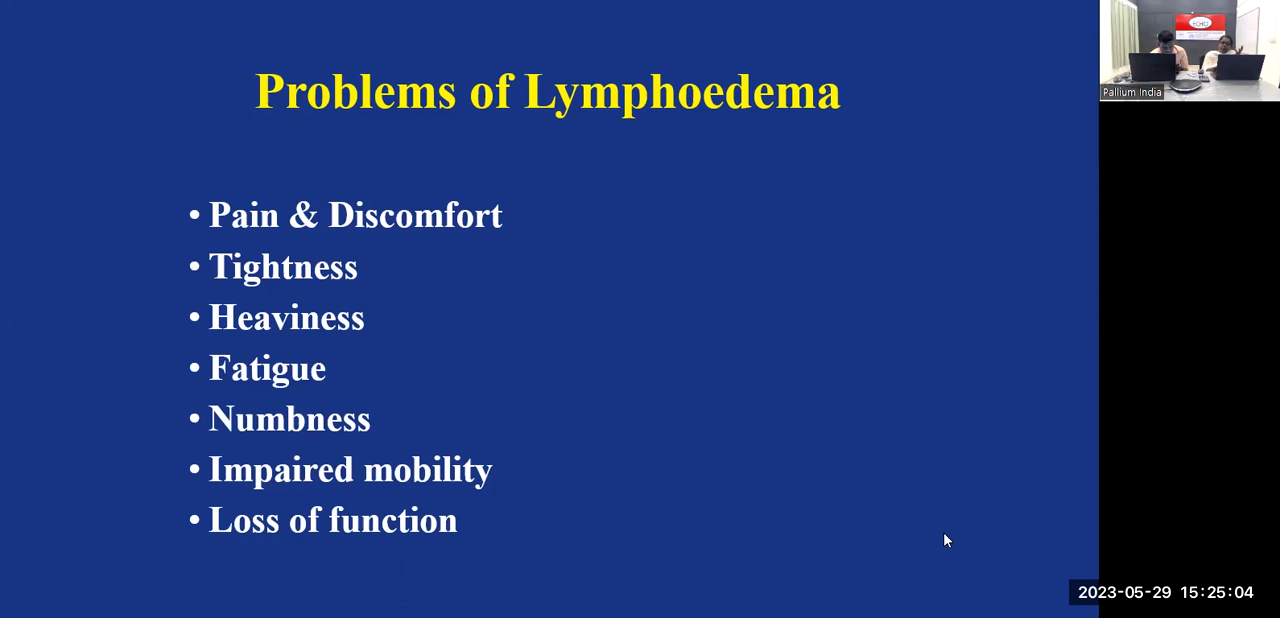 Problems of Lymphoedema
• Pain & Discomfort
• Tightness
• Heaviness
• Fatigue
• Numbness
• Impaired mobility
• Loss of function
ECHO
Pallium India
2023-05-29 15:25:04